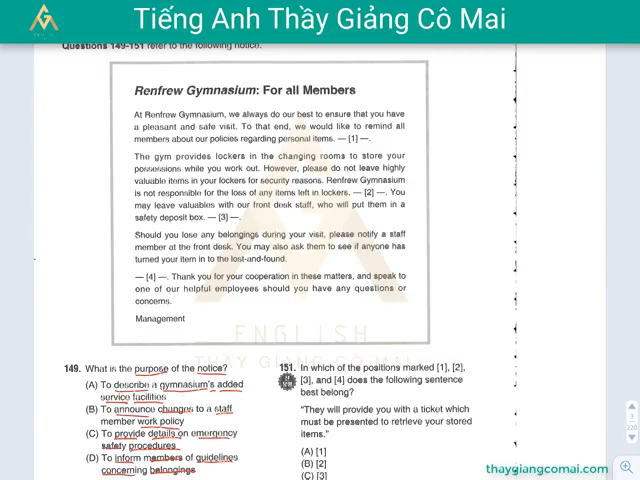 Tiếng Anh Thầy Giảng Cô Mai
Questions 149-151 refer to the following notice.
Renfrew Gymnasium: For all Members
At Renfrew Gymnasium, we always do our best to ensure that you have
a pleasant and safe visit. To that end, we would like to remind all
members about our policies regarding personal items. — [1] —.
The gym provides lockers in the changing rooms to store your
possessions while you work out. However, please do not leave highly
valuable items in your lockers for security reasons. Renfrew Gymnasium
is not responsible for the loss of any items left in lockers. — [2] —. You
may leave valuables with our front desk staff, who will put them in a
safety deposit box. — [3] —.
Should you lose any belongings during your visit, please notify a staff
member at the front desk. You may also ask them to see if anyone has
turned your item in to the lost-and-found.
— [4] —. Thank you for your cooperation in these matters, and speak to
one of our helpful employees should you have any questions or
concerns.
Management
ENGLISH
THẦY GIẢNG CÔ MAI
149. What is the purpose of the notice?
(A) To describe a gymnasium's added
service facilities
(B) To announce changes to a staff
member work policy
(C) To provide details on emergency
safety procedures
(D) To inform members of guidelines
concerning belongings
151. In which of the positions marked [1], [2],
[3], and [4] does the following sentence
best belong?
"They will provide you with a ticket which
must be presented to retrieve your stored
items."
(A) [1]
(B) [2]
(C) [3]
3
220
thaygiangcomai.com